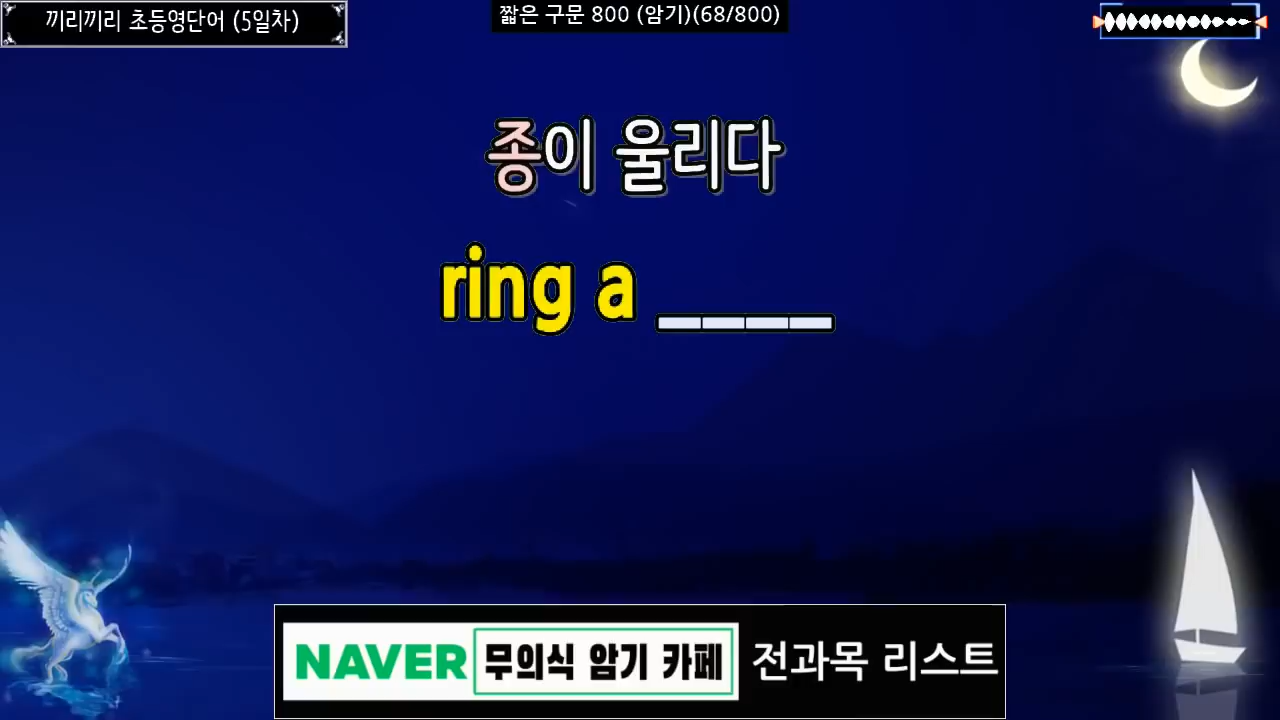 끼리끼리 초등영단어 (5일차)
짧은 구문 800 (암기)(68/800)
종이 울리다
ring a ____
NAVER 무의식 암기 카페 전과목 리스트